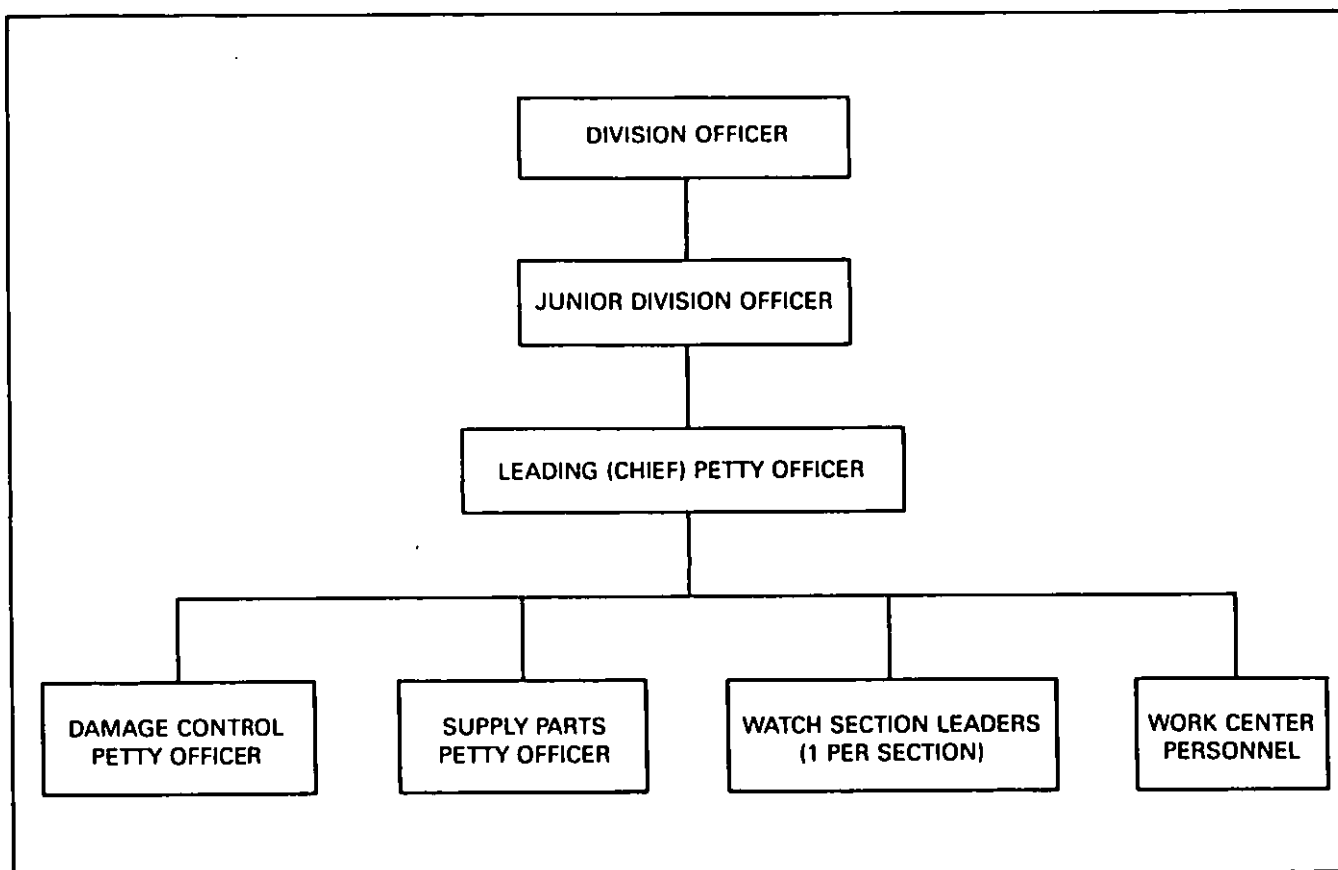 DIVISION OFFICER
JUNIOR DIVISION OFFICER
LEADING (CHIEF) PETTY OFFICER
DAMAGE CONTROL
PETTY OFFICER
SUPPLY PARTS
PETTY OFFICER
WATCH SECTION LEADERS
(1 PER SECTION)
WORK CENTER
PERSONNEL